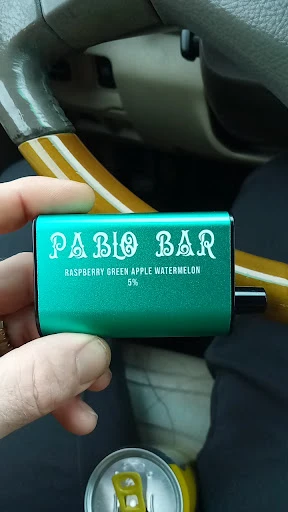 PABLO BAR
RASPBERRY GREEN APPLE WATERMELON
5%